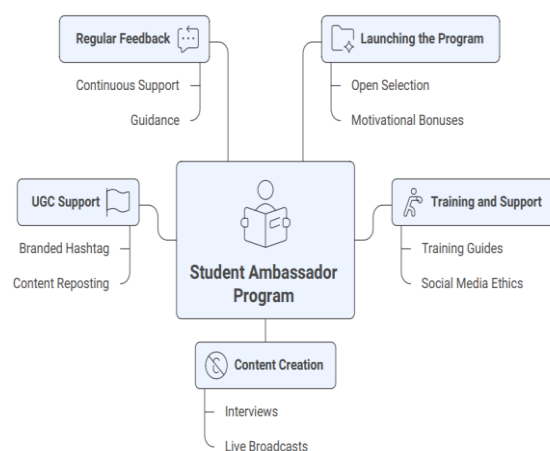 Regular Feedback
Continuous Support
Guidance
Launching the Program
Open Selection
Motivational Bonuses
UGC Support
Branded Hashtag
Content Reposting
Student Ambassador
Program
Training and Support
Training Guides
Social Media Ethics
Content Creation
Interviews
Live Broadcasts